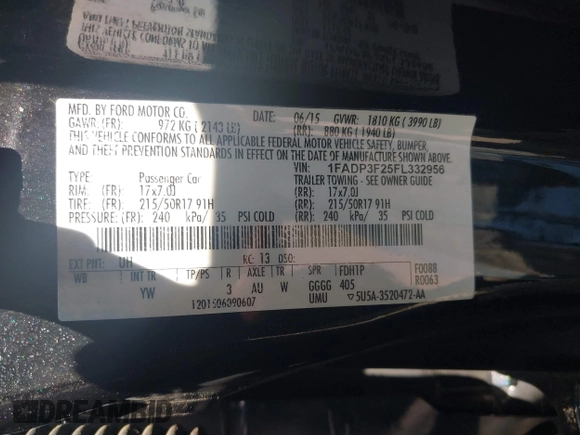 MFD. BY FORD MOTOR CO.
DATE: 06/15 GVWR: 1810 KG ( 3990 LB)
GAWR: (FR): 972 KG ( 2143 LB) (RR): 880 KG ( 1940 LB)
THIS VEHICLE CONFORMS TO ALL APPLICABLE FEDERAL MOTOR VEHICLE SAFETY, BUMPER,
AND THEFT PREVENTION STANDARDS IN EFFECT ON THE DATE OF MANUFACTURE SHOWN ABOVE.
VIN: 1FADP3F25FL332956
TYPE: Passenger Car TRAILER TOWING - SEE OWNER GUIDE
RIM: (FR) 17x7.0J (RR) 17x7.0J
TIRE: (FR) 215/50R17 91H (RR) 215/50R17 91H
PRESSURE: (FR) 240 kPa/ 35 PSI COLD (RR) 240 kPa/ 35 PSI COLD
EXT PNT: UH RC: 13 DSO:
WB INT TR TP/PS R AXLE TR SPR FDH1P F0088
YW 3 AU W GGGG 405 R0063
1201506090607 UMU 5U5A-3520472-AA
DREAMBID